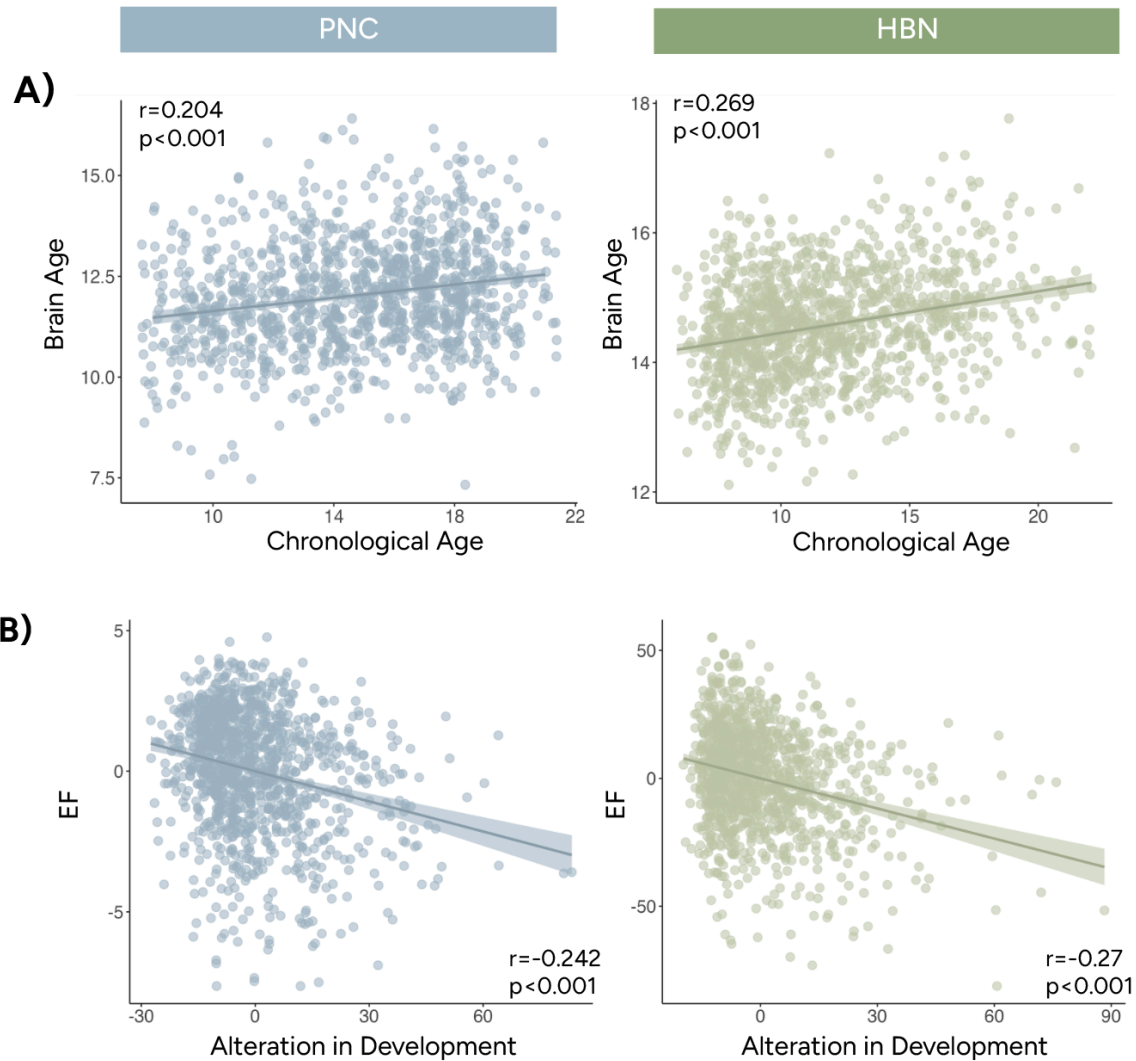 PNC
HBN
A)
r=0.204
p<0.001
Brain Age
15.0
12.5
10.0
7.5
10 14 18 22
Chronological Age
r=0.269
p<0.001
Brain Age
18
16
14
12
10 15 20
Chronological Age
B)
EF
5
0
-5
r=-0.242
p<0.001
-30 0 30 60
Alteration in Development
EF
50
0
-50
r=-0.27
p<0.001
0 30 60 90
Alteration in Development